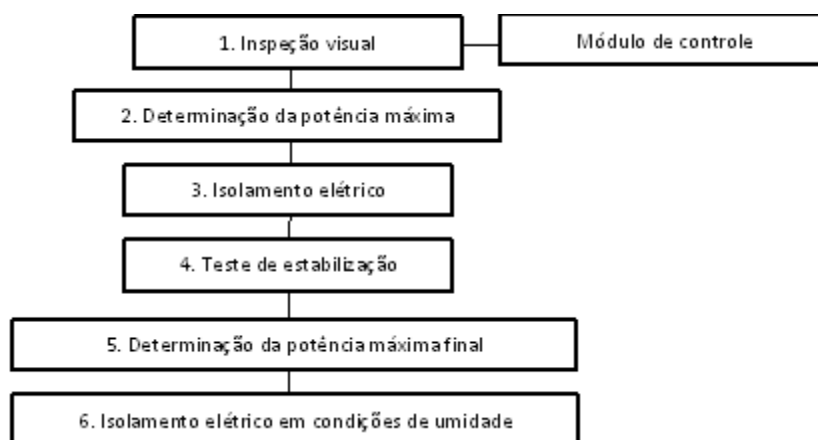 1. Inspeção visual
Módulo de controle
2. Determinação da potência máxima
3. Isolamento elétrico
4. Teste de estabilização
5. Determinação da potência máxima final
6. Isolamento elétrico em condições de umidade